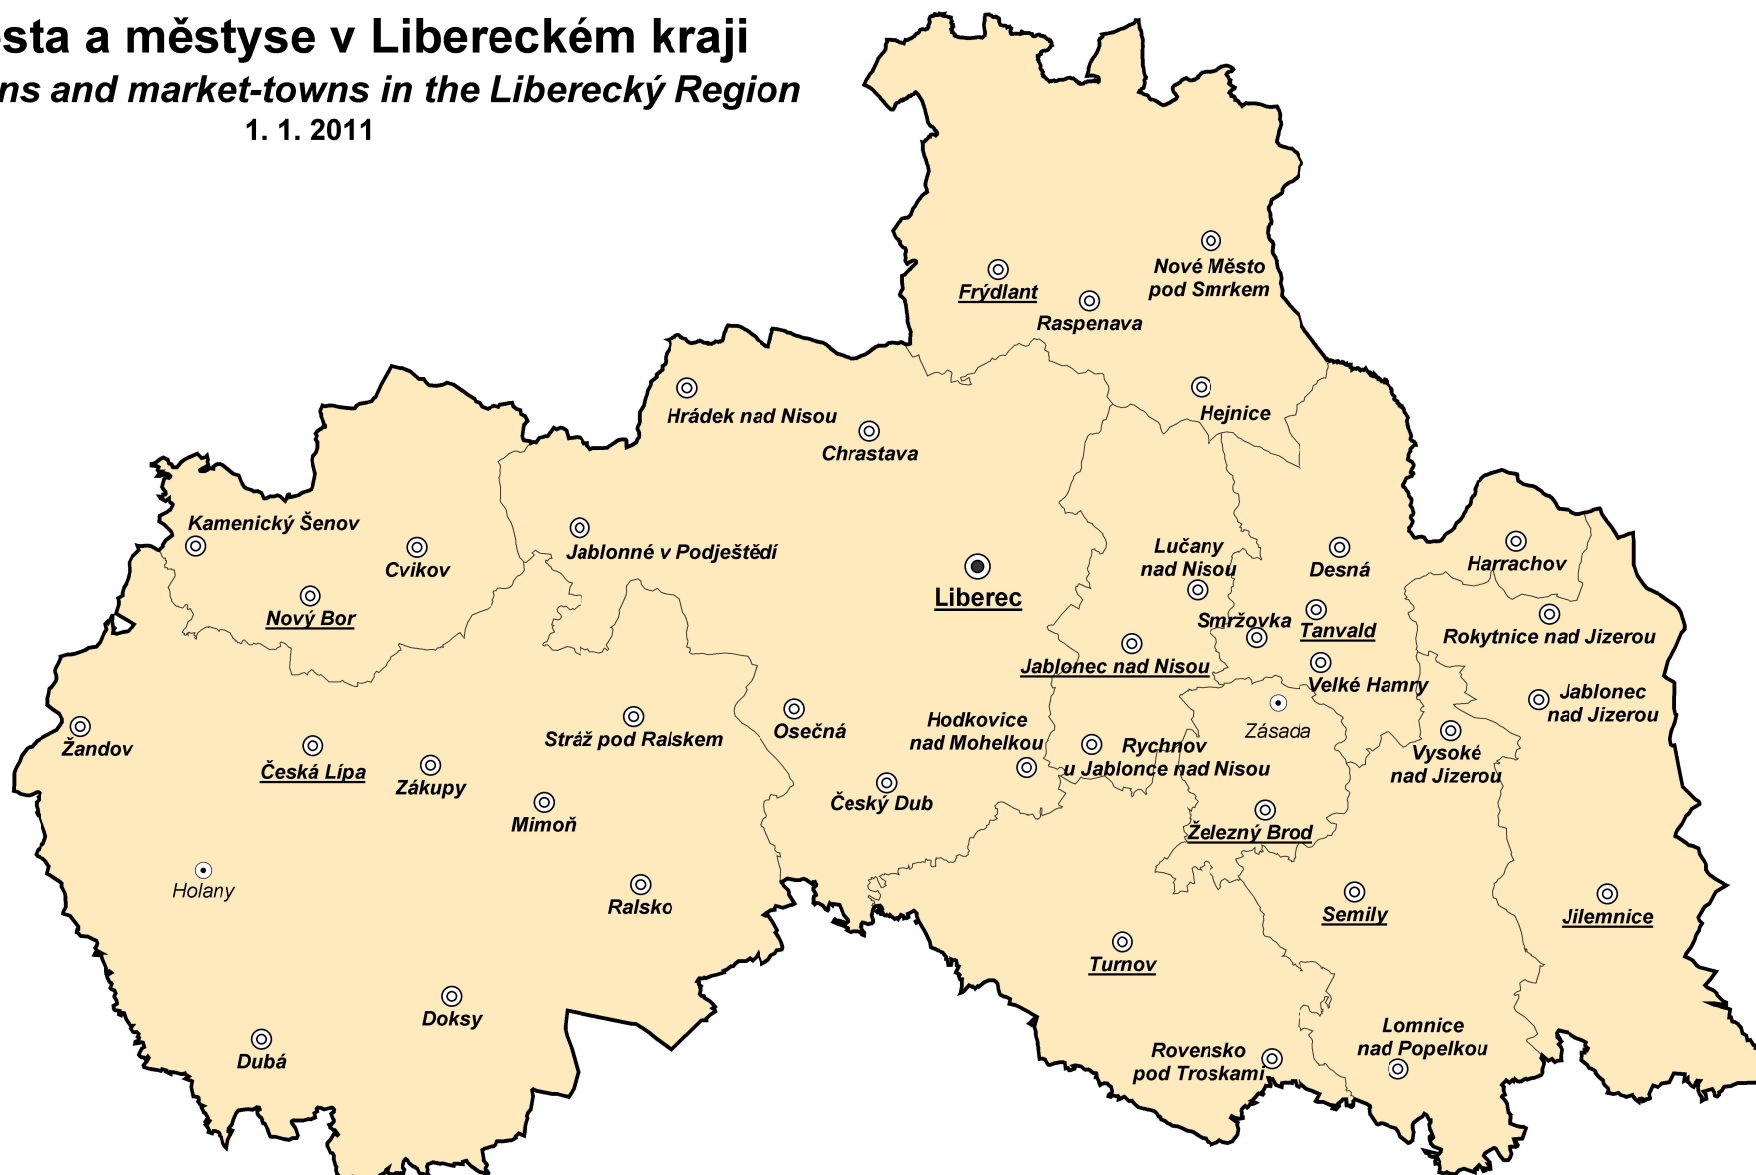 sta a městyse v Libereckém kraji
ns and market-towns in the Liberecký Region
1. 1. 2011
Nové Město
pod Smrkem
Frýdlant
Raspenava
Hejnice
Hrádek nad Nisou
Chrastava
Kamenický Šenov
Cvikov
Jablonné v Podještědí
Nový Bor
Liberec
Lučany
nad Nisou
Desná
Harrachov
Smržovka
Tanvald
Rokytnice nad Jizerou
Jablonec nad Nisou
Velké Hamry
Jablonec
nad Jizerou
Žandov
Česká Lípa
Zákupy
Stráž pod Ralskem
Mimoň
Osečná
Hodkovice
nad Mohelkou
Český Dub
Rychnov
u Jablonce nad Nisou
Zásada
Vysoké
nad Jizerou
Železný Brod
Holany
Ralsko
Semily
Jilemnice
Turnov
Doksy
Dubá
Rovensko
pod Troskami
Lomnice
nad Popelkou